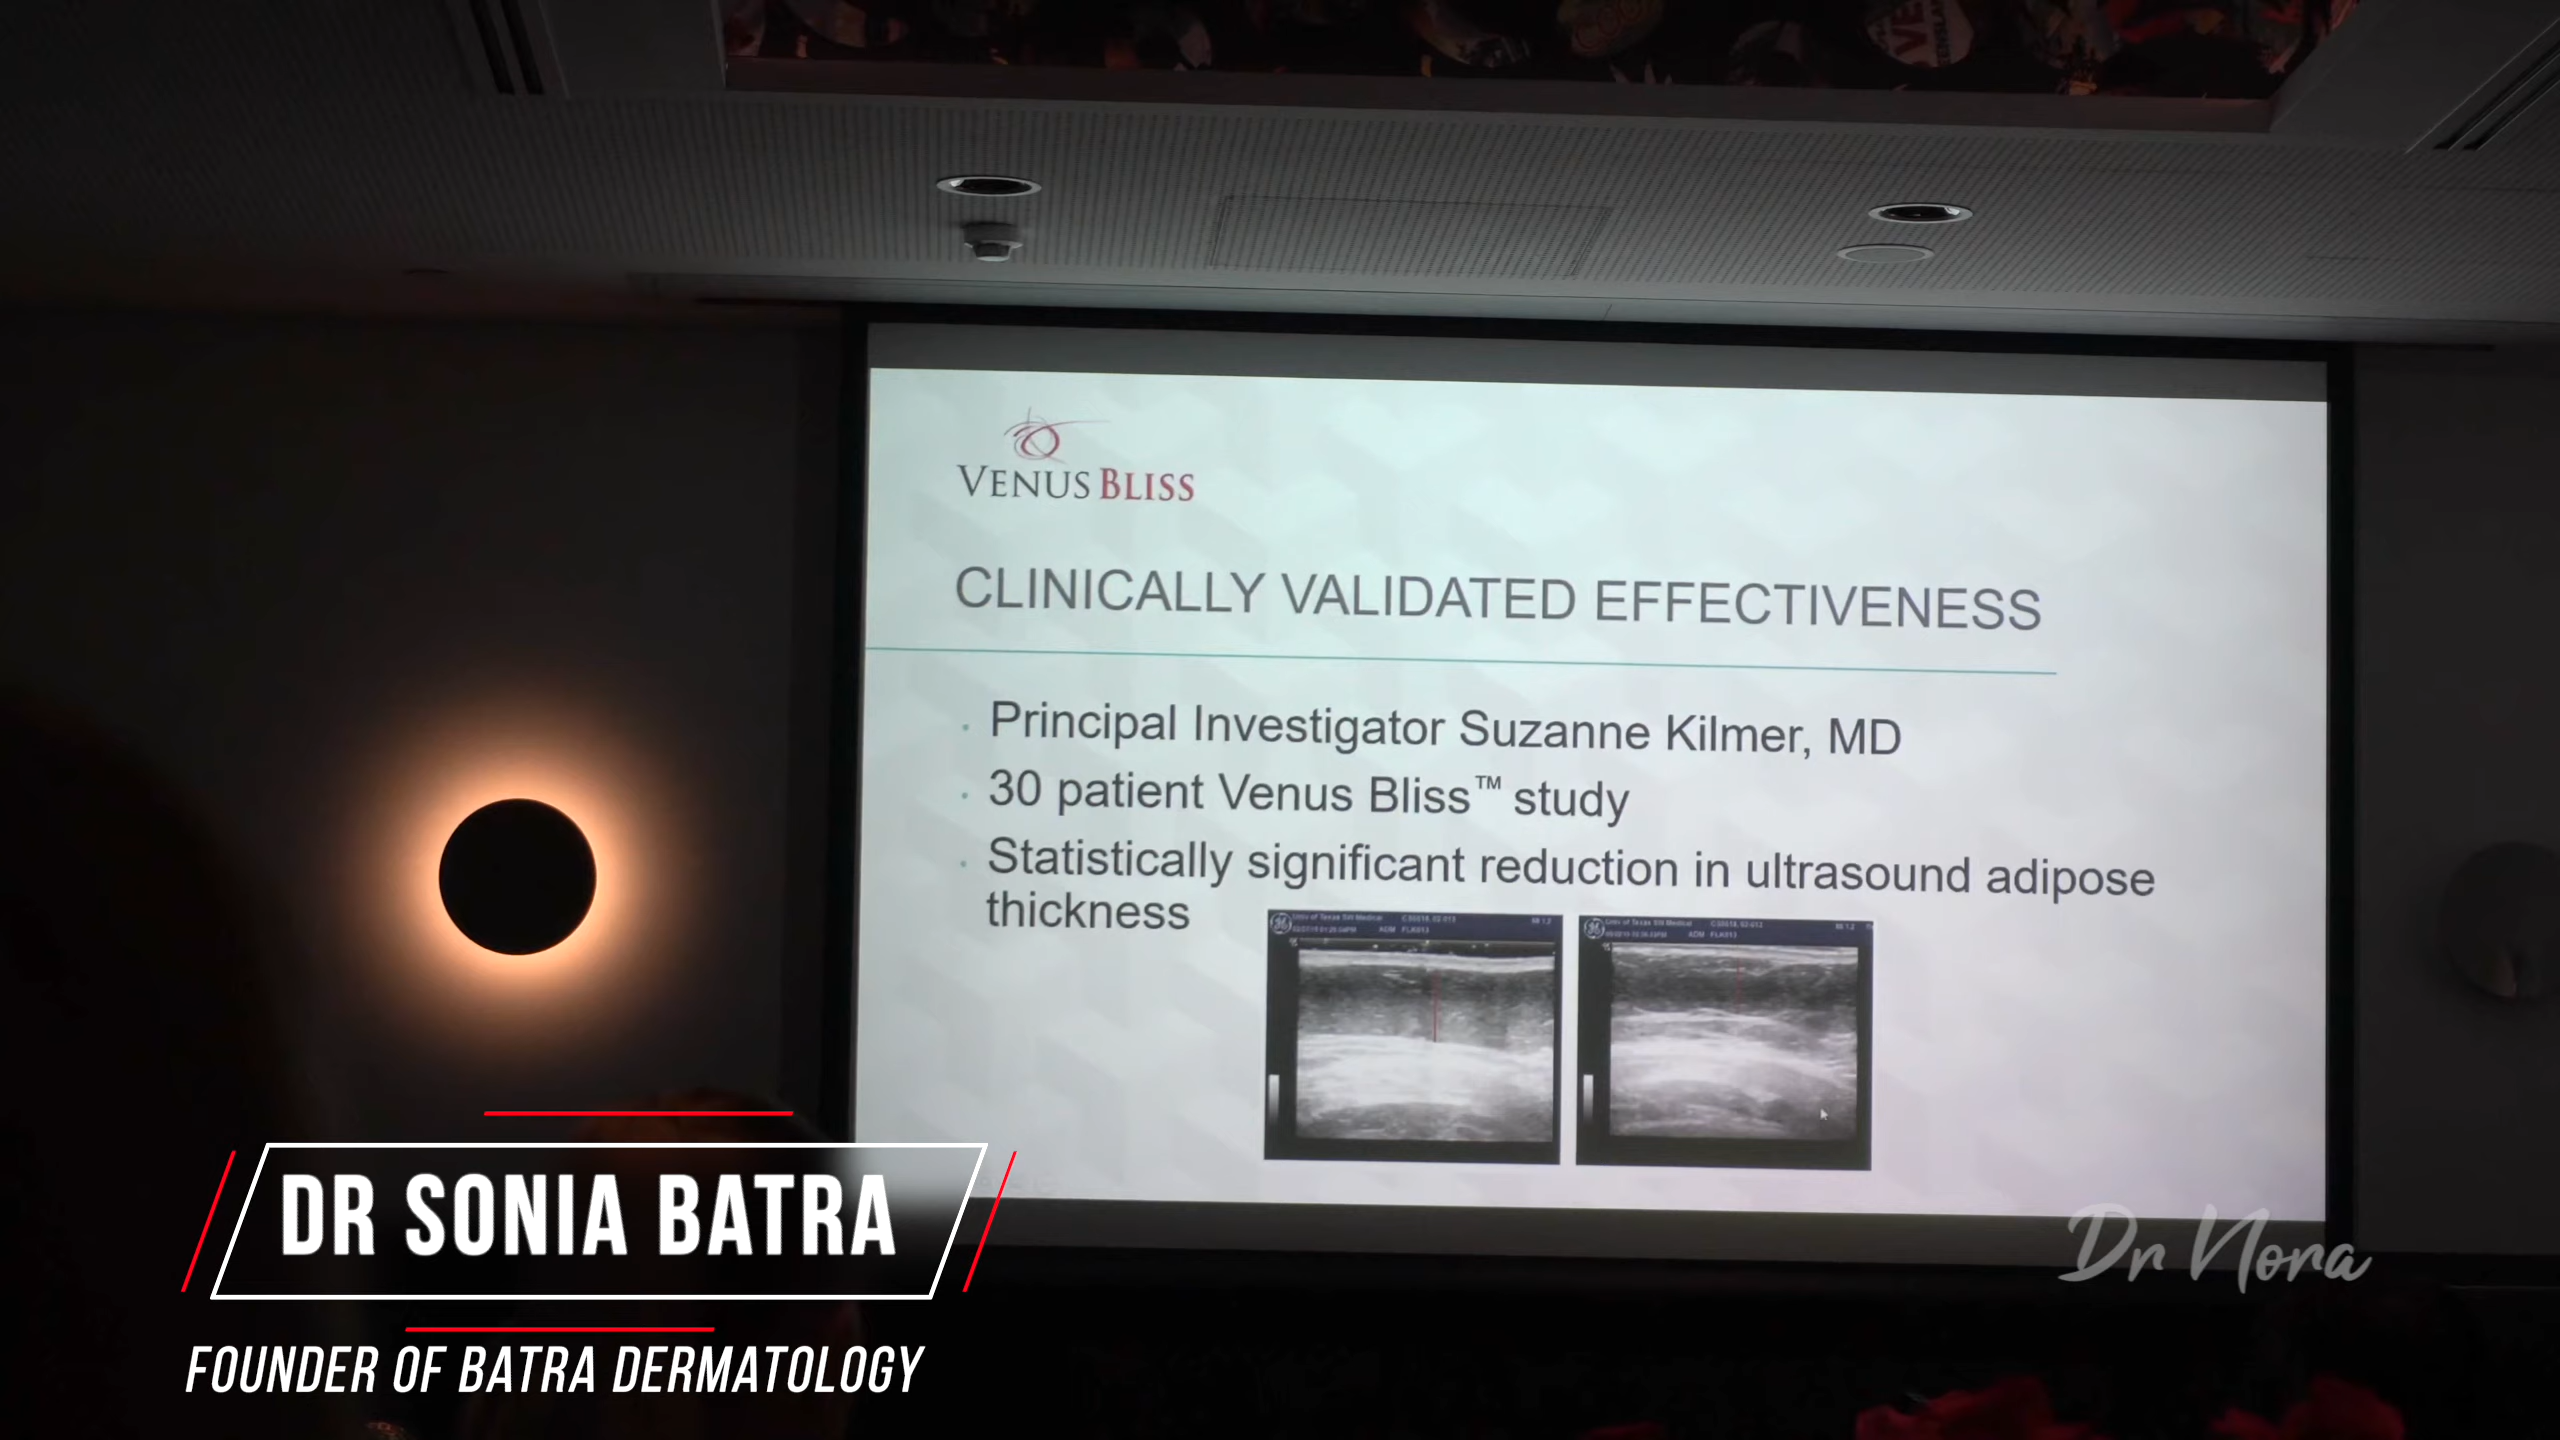 VENUS BLISS
CLINICALLY VALIDATED EFFECTIVENESS
· Principal Investigator Suzanne Kilmer, MD
· 30 patient Venus Bliss™ study
· Statistically significant reduction in ultrasound adipose
thickness
DR SONIA BATRA
FOUNDER OF BATRA DERMATOLOGY
Dr Nora